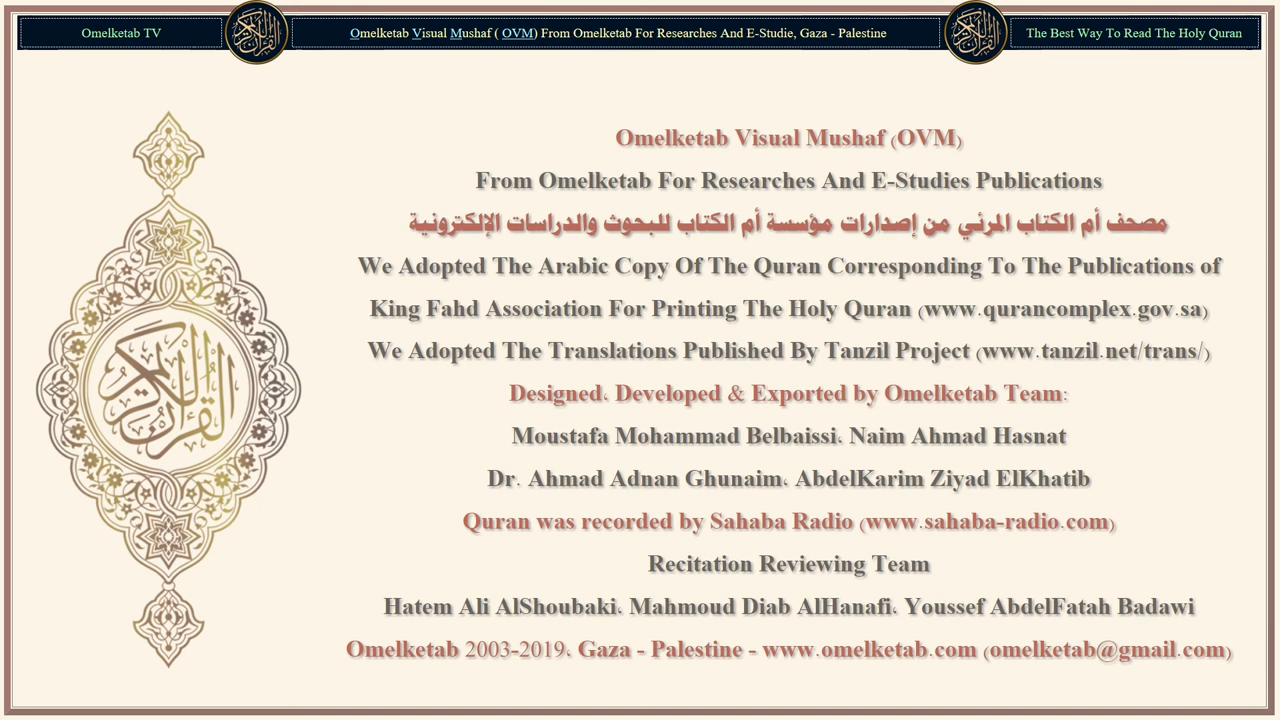 Omelketab TV
Omelketab Visual Mushaf ( OVM) From Omelketab For Researches And E-Studie, Gaza - Palestine
The Best Way To Read The Holy Quran
Omelketab Visual Mushaf (OVM)
From Omelketab For Researches And E-Studies Publications
مصحف أم الكتاب المرئي من إصدارات مؤسسة أم الكتاب للبحوث والدراسات الإلكترونية
We Adopted The Arabic Copy Of The Quran Corresponding To The Publications of
King Fahd Association For Printing The Holy Quran (www.qurancomplex.gov.sa)
We Adopted The Translations Published By Tanzil Project (www.tanzil.net/trans/)
Designed، Developed & Exported by Omelketab Team:
Moustafa Mohammad Belbaissi، Naim Ahmad Hasnat
Dr. Ahmad Adnan Ghunaim، AbdelKarim Ziyad ElKhatib
Quran was recorded by Sahaba Radio (www.sahaba-radio.com)
Recitation Reviewing Team
Hatem Ali AlShoubaki، Mahmoud Diab AlHanafi، Youssef AbdelFatah Badawi
Omelketab 2003-2019، Gaza - Palestine - www.omelketab.com (omelketab@gmail.com)
القرآن الكريم